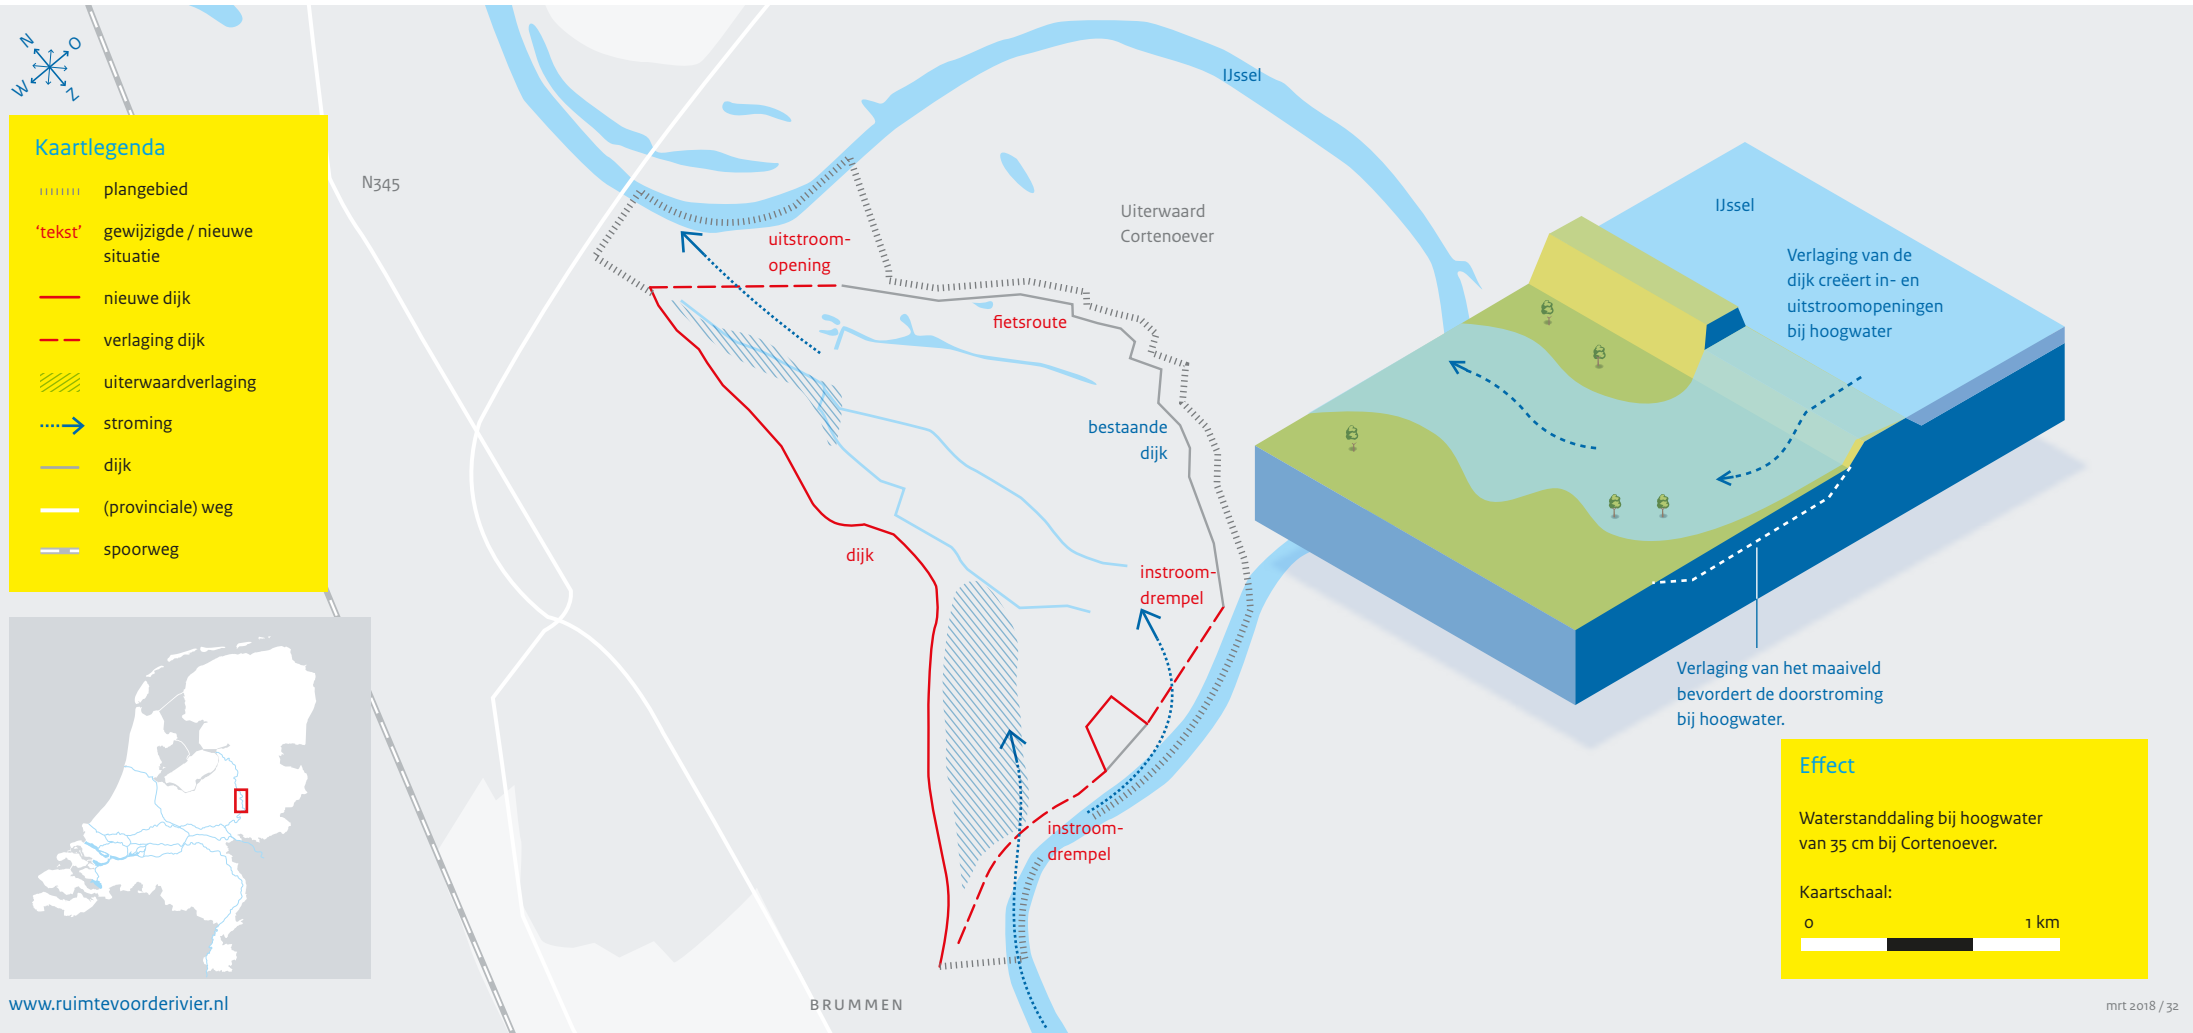 N
O
W
Z
Kaartlegenda
plangebied
‘tekst’ gewijzigde / nieuwe
situatie
nieuwe dijk
verlaging dijk
uiterwaardverlaging
stroming
dijk
(provinciale) weg
spoorweg
N345
IJssel
Uiterwaard
Cortenoever
uitstroom-
opening
fietsroute
bestaande
dijk
dijk
instroom-
drempel
instroom-
drempel
IJssel
Verlaging van de
dijk creëert in- en
uitstroomopeningen
bij hoogwater
Verlaging van het maaiveld
bevordert de doorstroming
bij hoogwater.
Effect
Waterstanddaling bij hoogwater
van 35 cm bij Cortenoever.
Kaartschaal:
0 1 km
www.ruimtevoorderivier.nl
BRUMMEN
mrt 2018 / 32